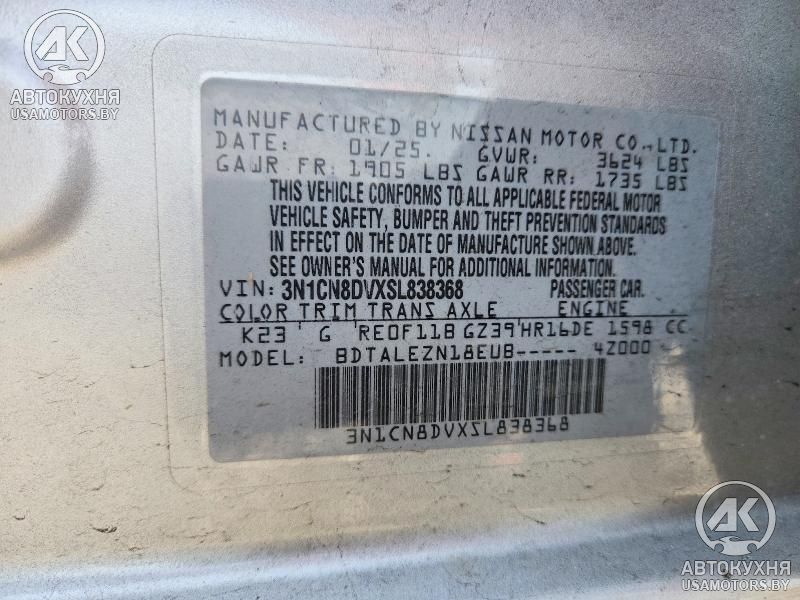 AK
АВТОКУХНЯ
USAMOTORS.BY
MANUFACTURED BY NISSAN MOTOR CO.,LTD.
DATE: 01/25. GVWR: 3624 LBS
GAWR FR: 1905 LBS GAWR RR: 1735 LBS
THIS VEHICLE CONFORMS TO ALL APPLICABLE FEDERAL MOTOR
VEHICLE SAFETY, BUMPER AND THEFT PREVENTION STANDARDS
IN EFFECT ON THE DATE OF MANUFACTURE SHOWN ABOVE.
SEE OWNER'S MANUAL FOR ADDITIONAL INFORMATION.
VIN: 3N1CN8DVXSL838368 PASSENGER CAR.
COLOR TRIM TRANS AXLE ENGINE
K23 G RE0F11B GZ39 HR16DE 1598 CC
MODEL: BDTALEZN18EUB----- 4Z000
3N1CN8DVXSL838368
AK
АВТОКУХНЯ
USAMOTORS.BY